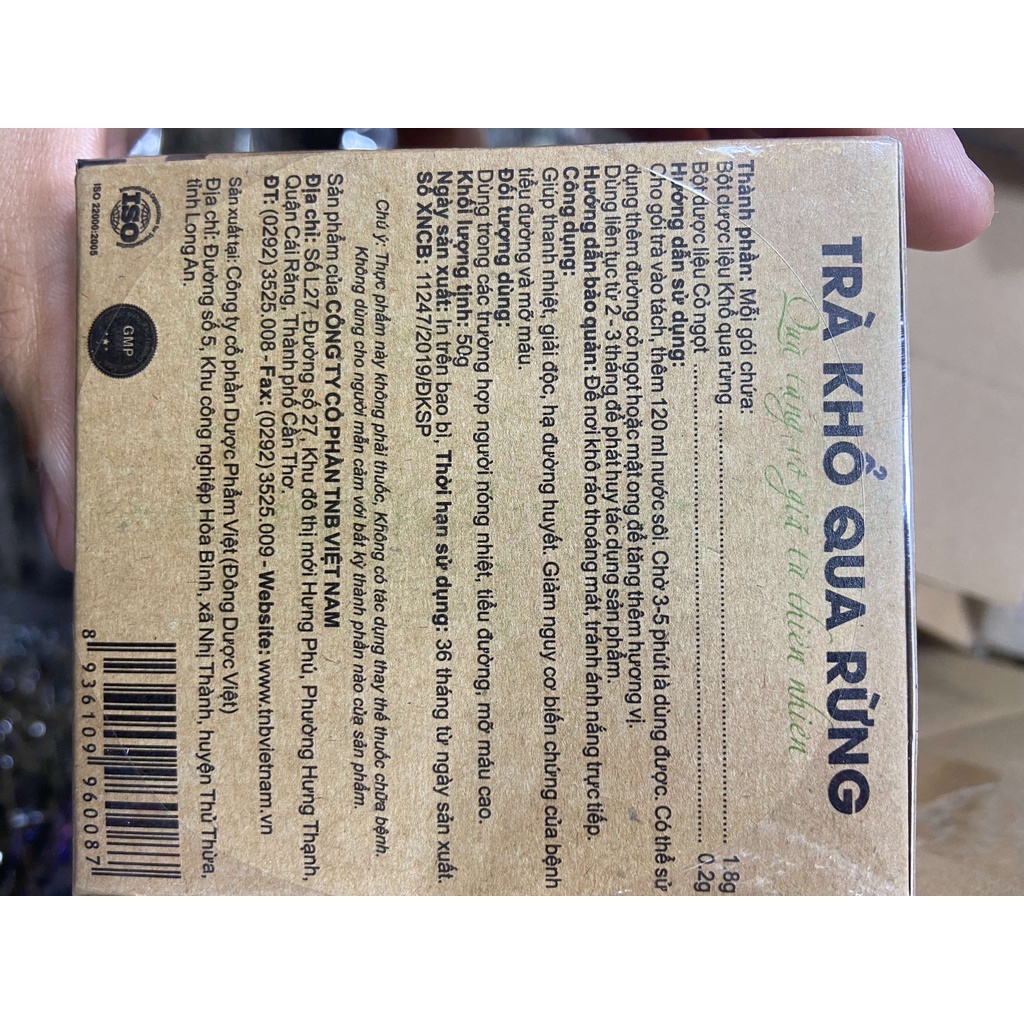 TRÀ KHỔ QUA RỪNG
Quà tặng vô giá từ thiên nhiên
Thành phần: Mỗi gói chứa:
Bột dược liệu Khổ qua rừng ........ 1.8g
Bột dược liệu Cỏ ngọt ........ 0.2g
Hướng dẫn sử dụng:
Cho gói trà vào tách, thêm 120 ml nước sôi. Chờ 3-5 phút là dùng được. Có thể sử
dụng thêm đường cỏ ngọt hoặc mật ong để tăng thêm hương vị.
Dùng liên tục từ 2 - 3 tháng để phát huy tác dụng sản phẩm.
Hướng dẫn bảo quản: Để nơi khô ráo thoáng mát, tránh ánh nắng trực tiếp.
Công dụng:
Giúp thanh nhiệt, giải độc, hạ đường huyết. Giảm nguy cơ biến chứng của bệnh
tiểu đường và mỡ máu.
Đối tượng dùng:
Dùng trong các trường hợp người nóng nhiệt, tiểu đường, mỡ máu cao.
Khối lượng tịnh: 50g
Ngày sản xuất: In trên bao bì, Thời hạn sử dụng: 36 tháng từ ngày sản xuất.
Số XNCB: 11247/2019/ĐKSP
Chú ý: Thực phẩm này không phải thuốc, Không có tác dụng thay thế thuốc chữa bệnh.
Không dùng cho người mẫn cảm với bất kỳ thành phần nào của sản phẩm.
Sản phẩm của CÔNG TY CỔ PHẦN TNB VIỆT NAM
Địa chỉ: Số L27, Đường số 27, Khu đô thị mới Hưng Phú, Phường Hưng Thạnh,
Quận Cái Răng, Thành phố Cần Thơ.
ĐT: (0292) 3525.008 - Fax: (0292) 3525.009 - Website: www.tnbvietnam.vn
Sản xuất tại: Công ty cổ phần Dược Phẩm Việt (Đông Dược Việt)
Địa chỉ: Đường số 5, Khu công nghiệp Hòa Bình, xã Nhị Thành, huyện Thủ Thừa,
tỉnh Long An.
ISO
ISO 22000:2005
GMP
8 936109 960087